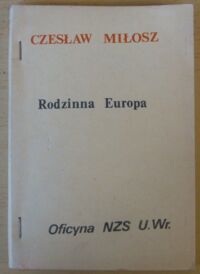 CZESŁAW MIŁOSZ
Rodzinna Europa
Oficyna NZS U.Wr.